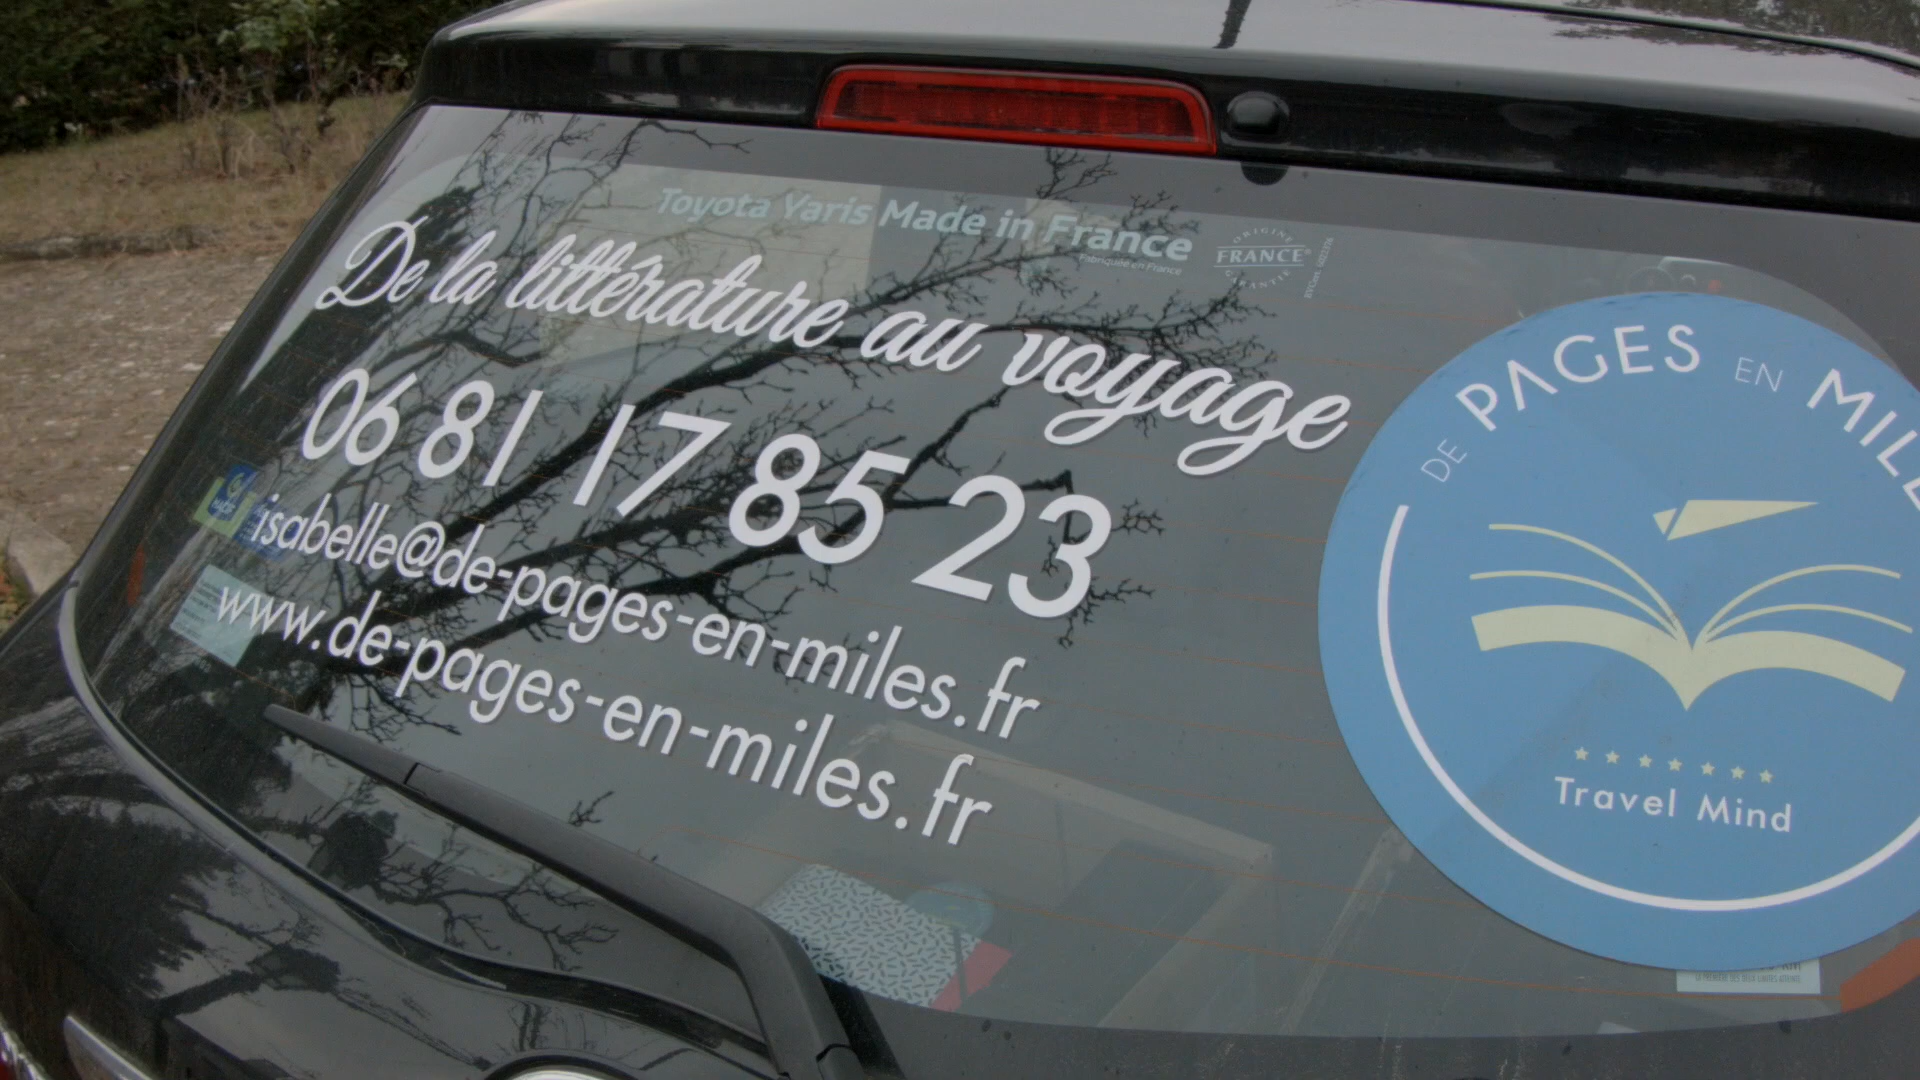 Toyota Yaris Made in France
Fabriquée en France
ORIGINE
FRANCE
GARANTIE
De la littérature au voyage
06 81 17 85 23
isabelle@de-pages-en-miles.fr
www.de-pages-en-miles.fr
DE PAGES EN MILE
Travel Mind